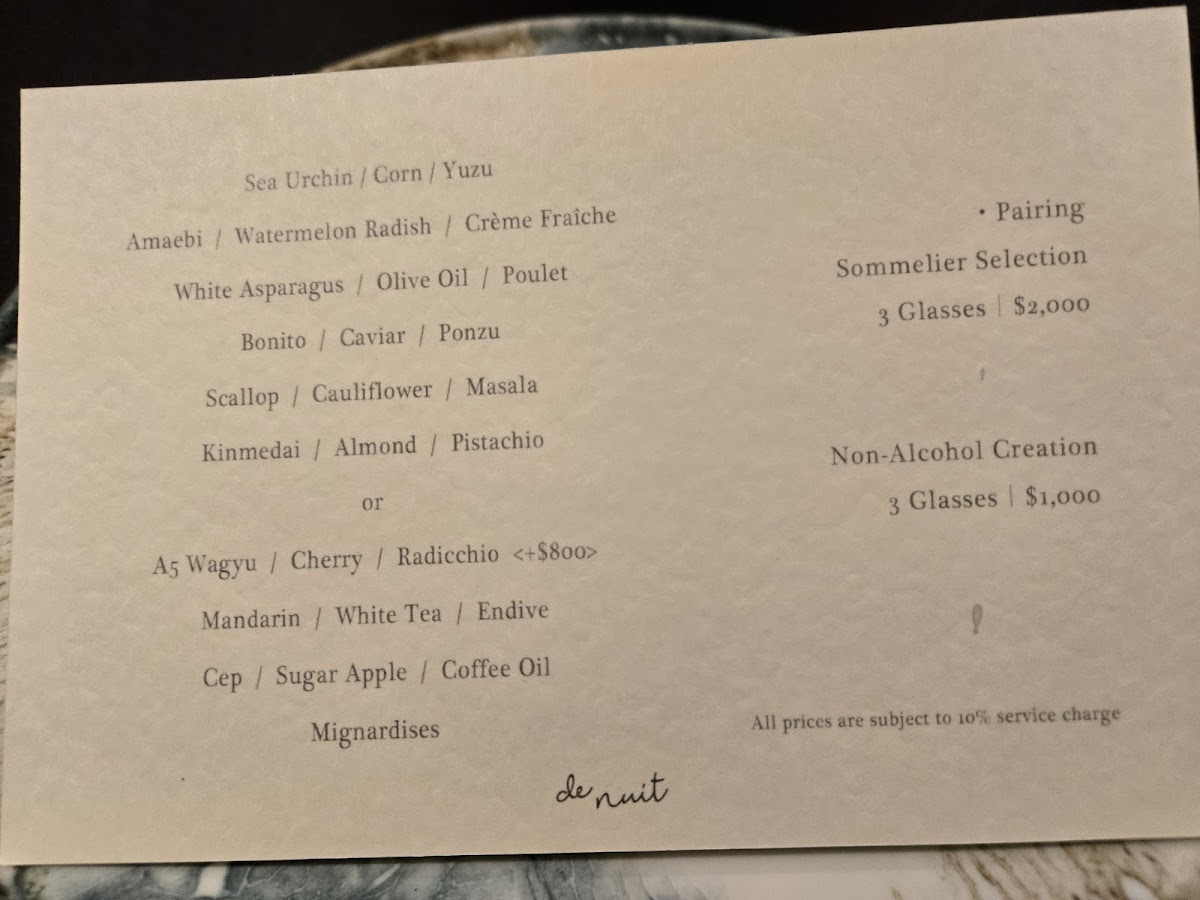 Sea Urchin / Corn / Yuzu
Amaebi / Watermelon Radish / Crème Fraîche
White Asparagus / Olive Oil / Poulet
Bonito / Caviar / Ponzu
Scallop / Cauliflower / Masala
Kinmedai / Almond / Pistachio
or
A5 Wagyu / Cherry / Radicchio <+$800>
Mandarin / White Tea / Endive
Cep / Sugar Apple / Coffee Oil
Mignardises
• Pairing
Sommelier Selection
3 Glasses | $2,000
Non-Alcohol Creation
3 Glasses | $1,000
All prices are subject to 10% service charge
de nuit